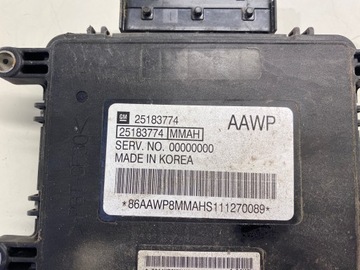 GM 25183774 AAWP
25183774 MMAH
SERV. NO. 00000000
MADE IN KOREA
*86AAWP8MMAHS111270089*